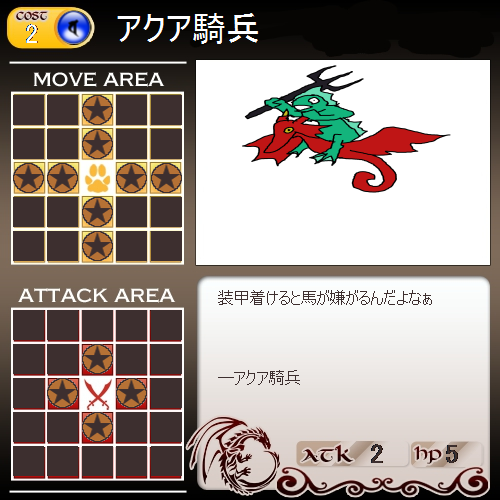 COST
2
アクア騎兵
MOVE AREA
ATTACK AREA
装甲着けると馬が嫌がるんだよなぁ
―アクア騎兵
ATK 2 hp 5